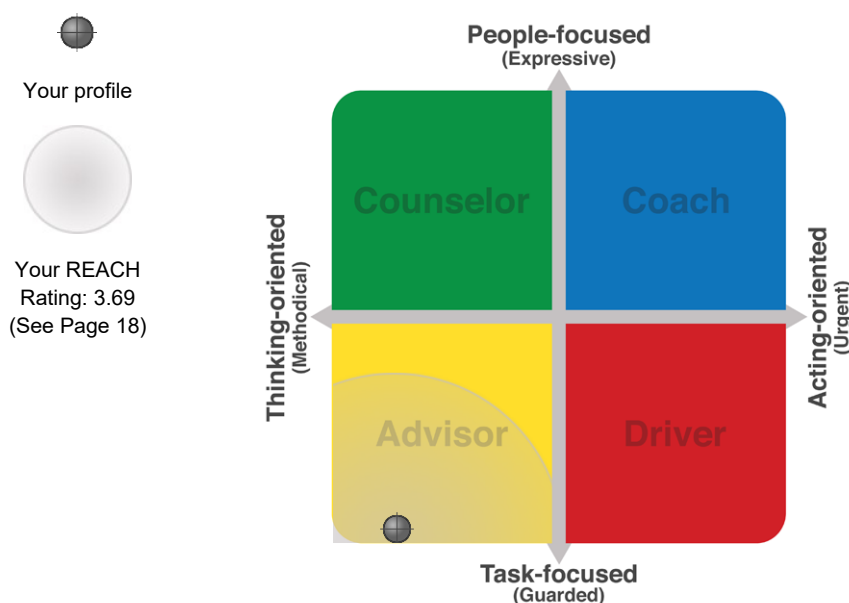 Your profile
Your REACH
Rating: 3.69
(See Page 18)
People-focused
(Expressive)
Counselor
Coach
Thinking-oriented
(Methodical)
Acting-oriented
(Urgent)
Advisor
Driver
Task-focused
(Guarded)